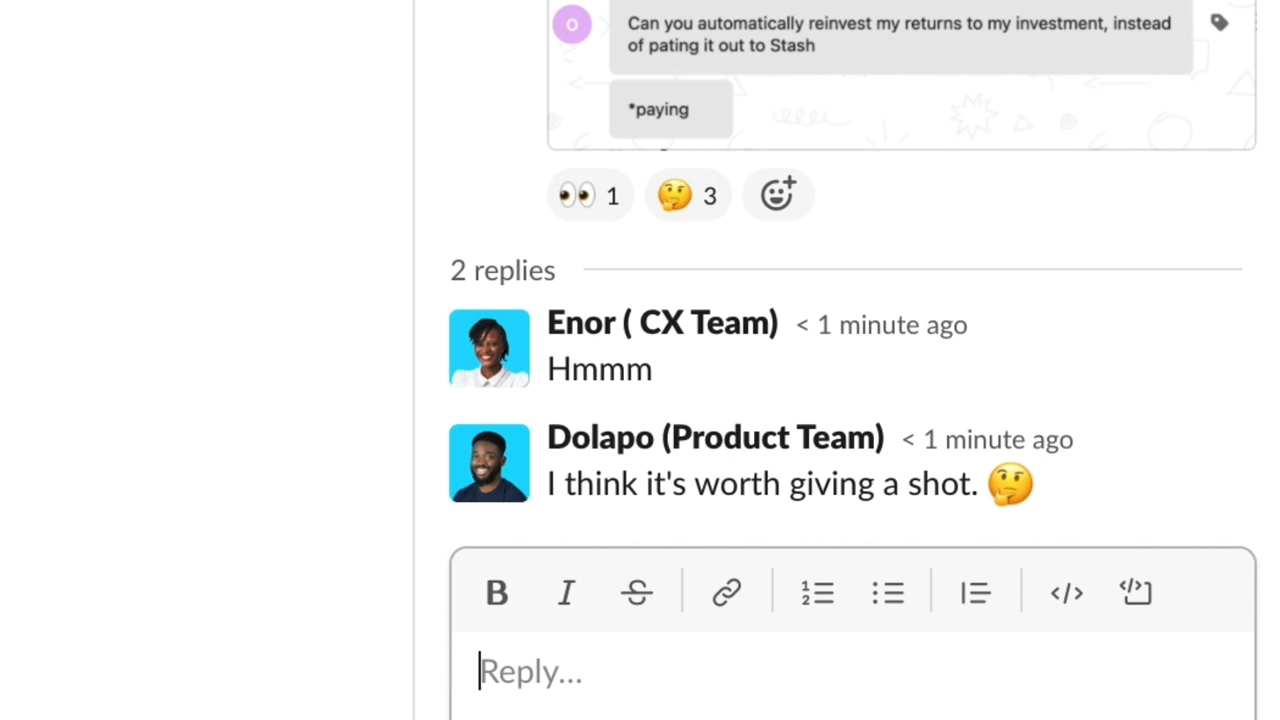 O
Can you automatically reinvest my returns to my investment, instead
of pating it out to Stash
*paying
1
3
2 replies
Enor ( CX Team) < 1 minute ago
Hmmm
Dolapo (Product Team) < 1 minute ago
I think it's worth giving a shot. 🤔
B I S </> </>
Reply...